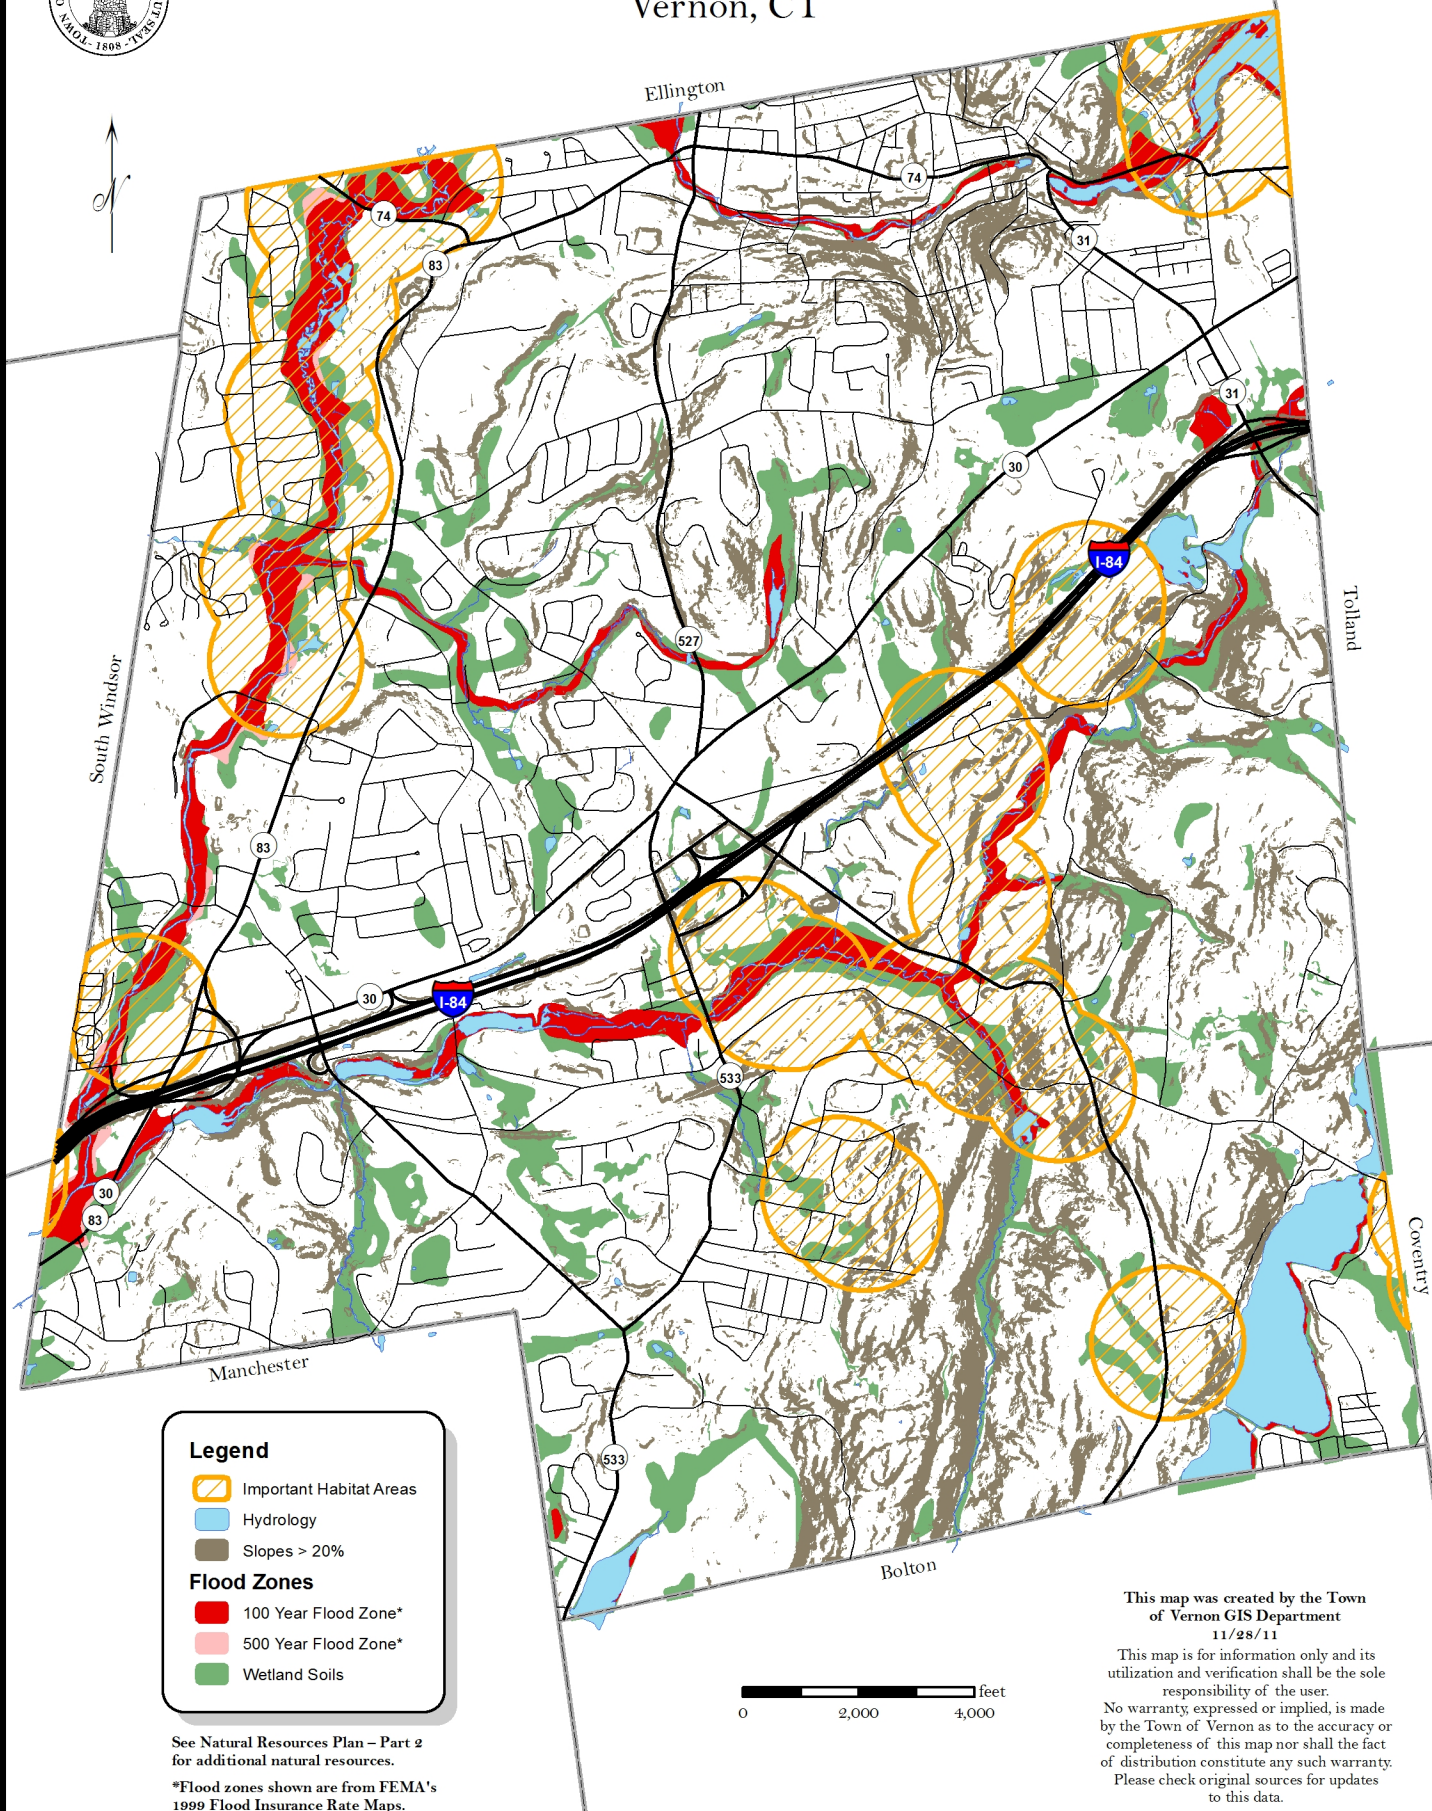 Vernon, CT
UT SEAL
TOWN O
- 1808 -
N
Ellington
74
74
31
83
31
30
I-84
527
Tolland
South Windsor
83
30
I-84
533
30
83
Coventry
Manchester
533
Bolton
Legend
Important Habitat Areas
Hydrology
Slopes > 20%
Flood Zones
100 Year Flood Zone*
500 Year Flood Zone*
Wetland Soils
See Natural Resources Plan – Part 2
for additional natural resources.
*Flood zones shown are from FEMA's
1999 Flood Insurance Rate Maps.
feet
0 2,000 4,000
This map was created by the Town
of Vernon GIS Department
11/28/11
This map is for information only and its
utilization and verification shall be the sole
responsibility of the user.
No warranty, expressed or implied, is made
by the Town of Vernon as to the accuracy or
completeness of this map nor shall the fact
of distribution constitute any such warranty.
Please check original sources for updates
to this data.